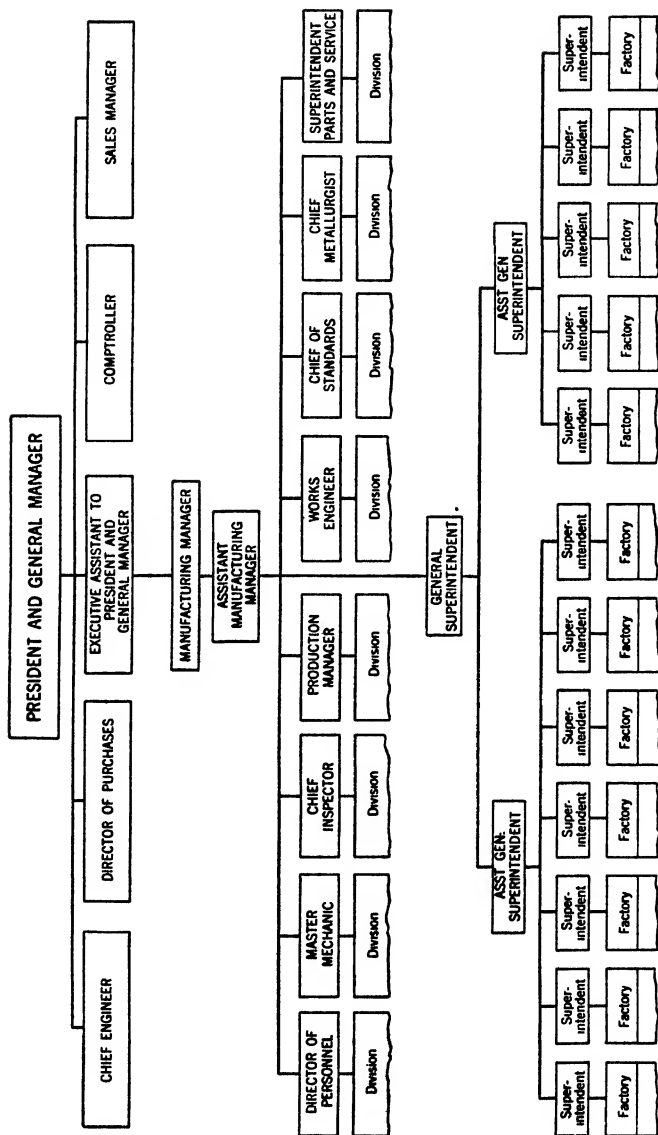 PRESIDENT AND GENERAL MANAGER
CHIEF ENGINEER
DIRECTOR OF PURCHASES
EXECUTIVE ASSISTANT TO
PRESIDENT AND
GENERAL MANAGER
COMPTROLLER
SALES MANAGER
MANUFACTURING MANAGER
ASSISTANT
MANUFACTURING
MANAGER
DIRECTOR OF
PERSONNEL
MASTER
MECHANIC
CHIEF
INSPECTOR
PRODUCTION
MANAGER
WORKS
ENGINEER
CHIEF OF
STANDARDS
CHIEF
METALLURGIST
SUPERINTENDENT
PARTS AND SERVICE
Division
Division
Division
Division
Division
Division
Division
Division
GENERAL
SUPERINTENDENT
ASST GEN:
SUPERINTENDENT
ASST GEN
SUPERINTENDENT
Super-
intendent
Super-
intendent
Super-
intendent
Super-
intendent
Super-
intendent
Super-
intendent
Super-
intendent
Super-
intendent
Super-
intendent
Super-
intendent
Super-
intendent
Super-
intendent
Factory
Factory
Factory
Factory
Factory
Factory
Factory
Factory
Factory
Factory
Factory
Factory